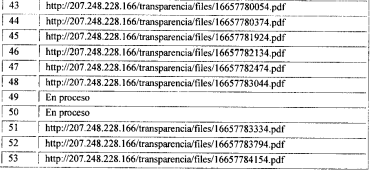 43 http://207.248.228.166/transparencia/files/16657780054.pdf
44 http://207.248.228.166/transparencia/files/16657780374.pdf
45 http://207.248.228.166/transparencia/files/16657781924.pdf
46 http://207.248.228.166/transparencia/files/16657782134.pdf
47 http://207.248.228.166/transparencia/files/16657782474.pdf
48 http://207.248.228.166/transparencia/files/16657783044.pdf
49 En proceso
50 En proceso
51 http://207.248.228.166/transparencia/files/16657783334.pdf
52 http://207.248.228.166/transparencia/files/16657783794.pdf
53 http://207.248.228.166/transparencia/files/16657784154.pdf